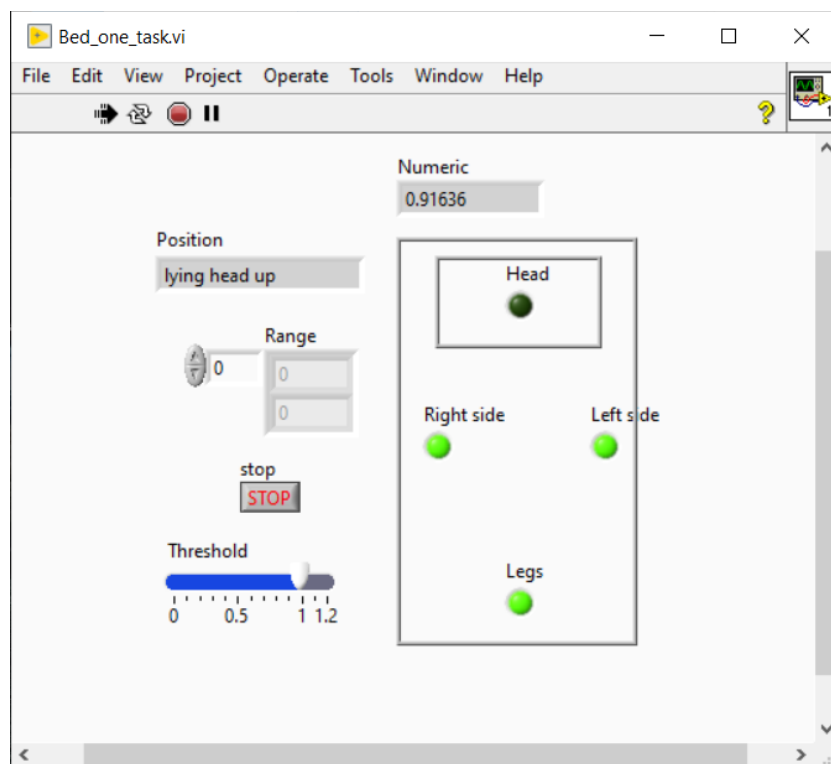 Bed_one_task.vi
File Edit View Project Operate Tools Window Help
?
1
Numeric
0.91636
Position
lying head up
Head
Range
0
0
0
Right side
Left side
stop
STOP
Threshold
0 0.5 1 1.2
Legs